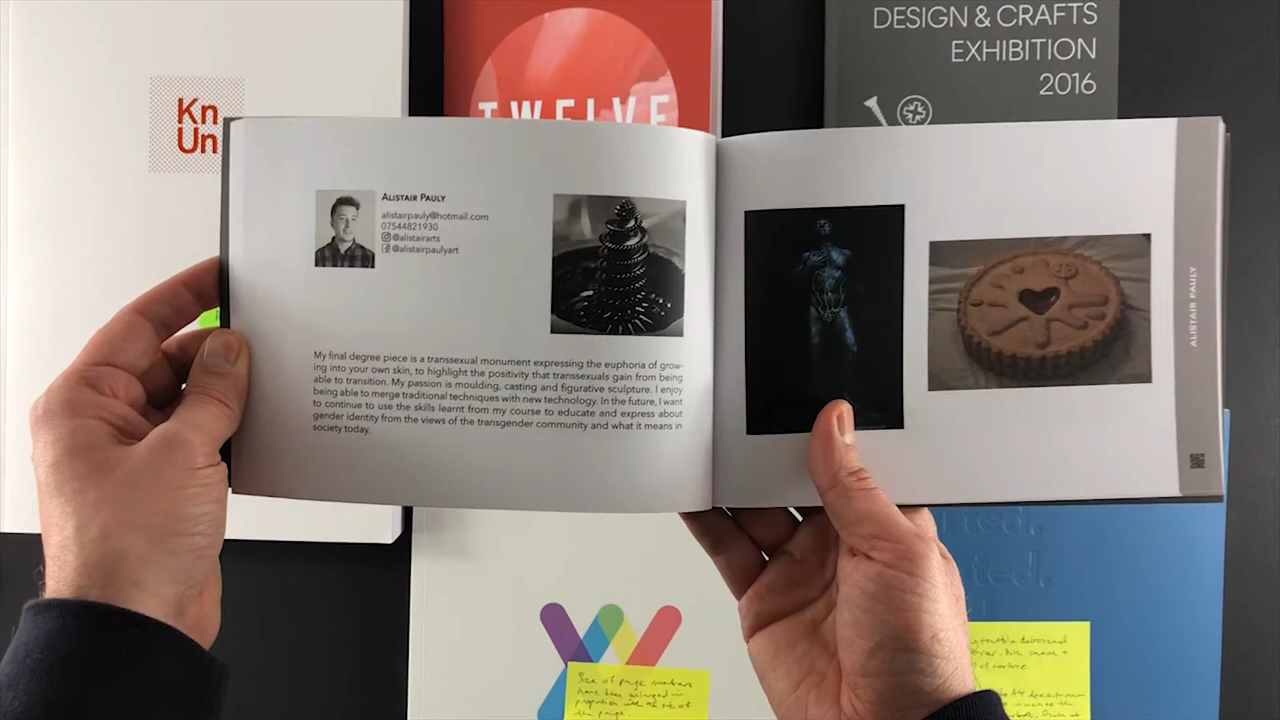 Kn
Un
TWELVE
DESIGN & CRAFTS
EXHIBITION
2016
ALISTAIR PAULY
alistairpauly@hotmail.com
07544821930
@alistairarts
@alistairpaulyart
My final degree piece is a transsexual monument expressing the euphoria of grow-
ing into your own skin, to highlight the positivity that transsexuals gain from being
able to transition. My passion is moulding, casting and figurative sculpture. I enjoy
being able to merge traditional techniques with new technology. In the future, I want
to continue to use the skills learnt from my course to educate and express about
gender identity from the views of the transgender community and what it means in
society today.
ALISTAIR PAULY
Size of page numbers
have been enlarged in
proportion with the size of
the page.
debossed